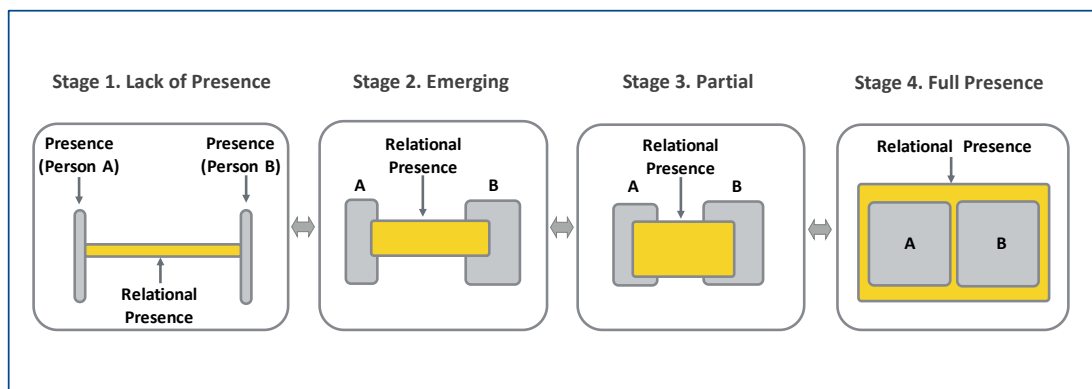 Stage 1. Lack of Presence
Presence
(Person A)
Presence
(Person B)
Relational
Presence
Stage 2. Emerging
Relational
Presence
A
B
Stage 3. Partial
Relational
Presence
A
B
Stage 4. Full Presence
Relational Presence
A
B